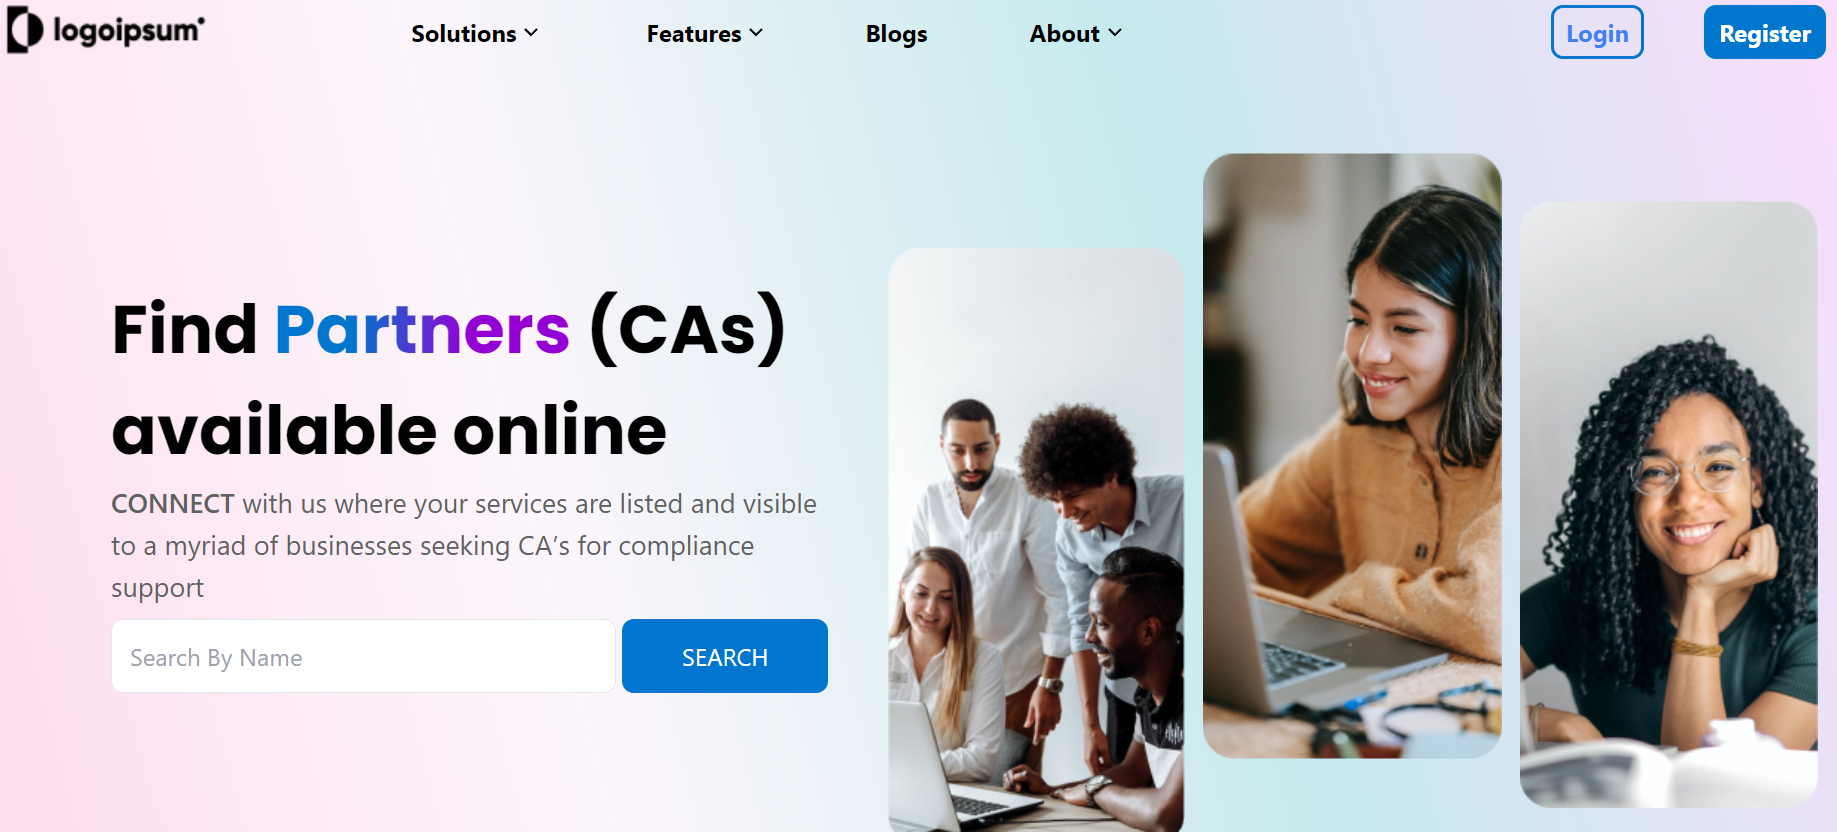 logoipsum
Solutions
Features
Blogs
About
Login
Register
Find Partners (CAs)
available online
CONNECT with us where your services are listed and visible
to a myriad of businesses seeking CA’s for compliance
support
Search By Name
SEARCH